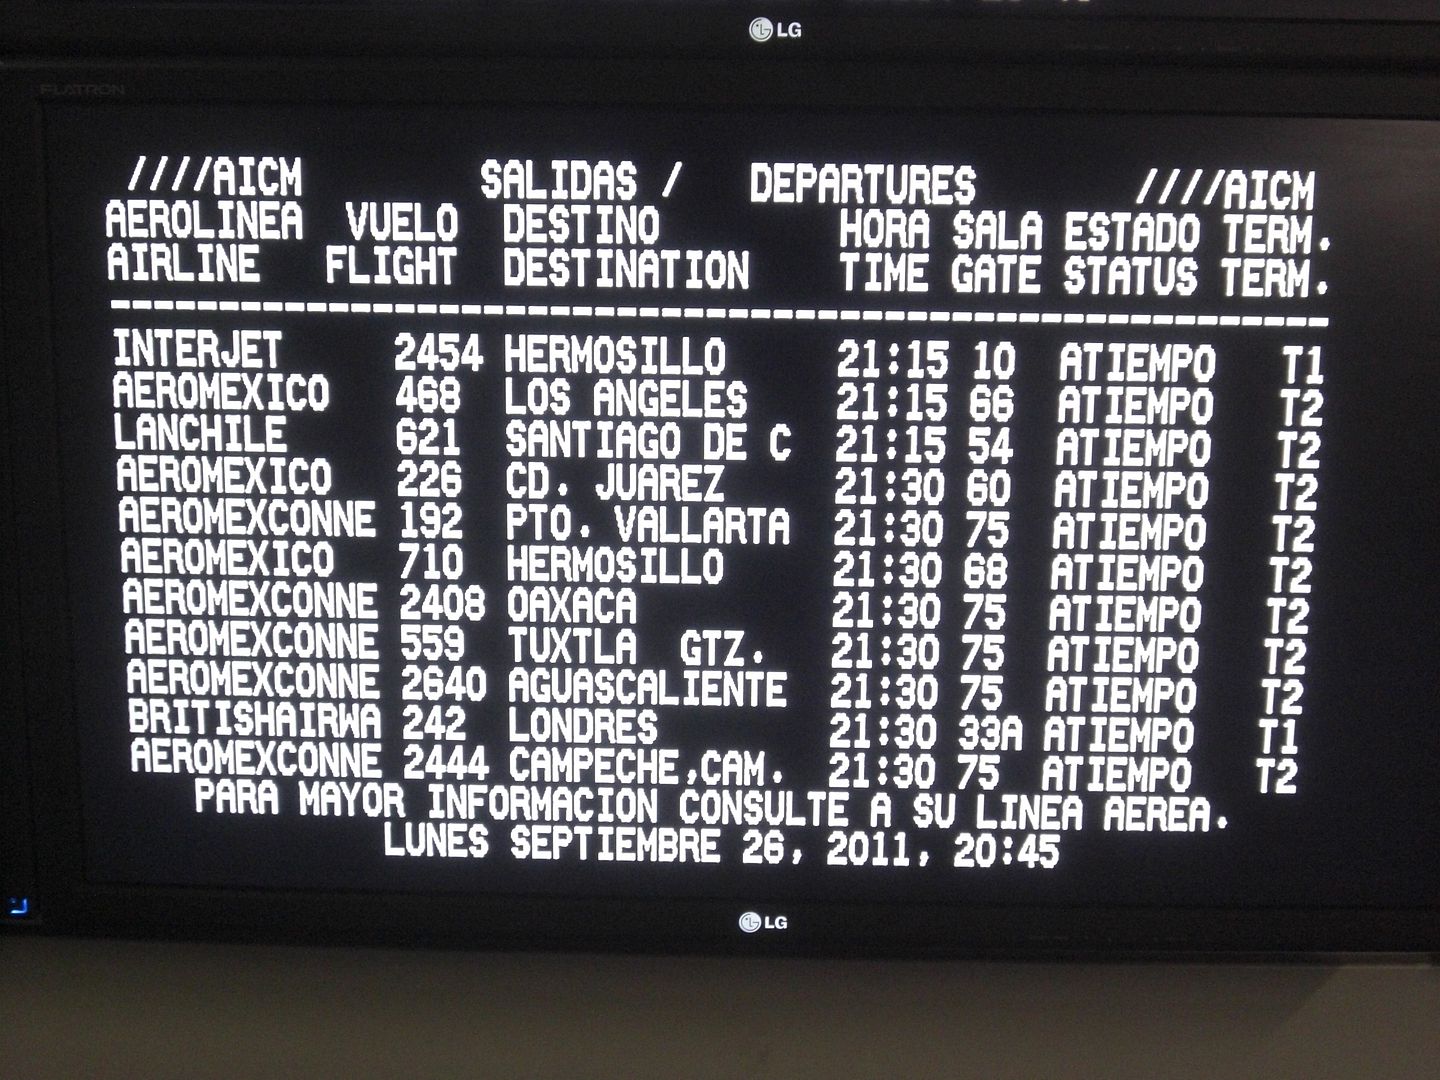 LG
FLATRON
////AICM SALIDAS / DEPARTURES ////AICM
AEROLINEA VUELO DESTINO HORA SALA ESTADO TERM.
AIRLINE FLIGHT DESTINATION TIME GATE STATUS TERM.
INTERJET 2454 HERMOSILLO 21:15 10 ATIEMPO T1
AEROMEXICO 468 LOS ANGELES 21:15 66 ATIEMPO T2
LANCHILE 621 SANTIAGO DE C 21:15 54 ATIEMPO T2
AEROMEXICO 226 CD. JUAREZ 21:30 60 ATIEMPO T2
AEROMEXCONNE 192 PTO. VALLARTA 21:30 75 ATIEMPO T2
AEROMEXICO 710 HERMOSILLO 21:30 68 ATIEMPO T2
AEROMEXCONNE 2408 OAXACA 21:30 75 ATIEMPO T2
AEROMEXCONNE 559 TUXTLA GTZ. 21:30 75 ATIEMPO T2
AEROMEXCONNE 2640 AGUASCALIENTE 21:30 75 ATIEMPO T2
BRITISHAIRWA 242 LONDRES 21:30 33A ATIEMPO T1
AEROMEXCONNE 2444 CAMPECHE,CAM. 21:30 75 ATIEMPO T2
PARA MAYOR INFORMACION CONSULTE A SU LINEA AEREA.
LUNES SEPTIEMBRE 26, 2011, 20:45
LG